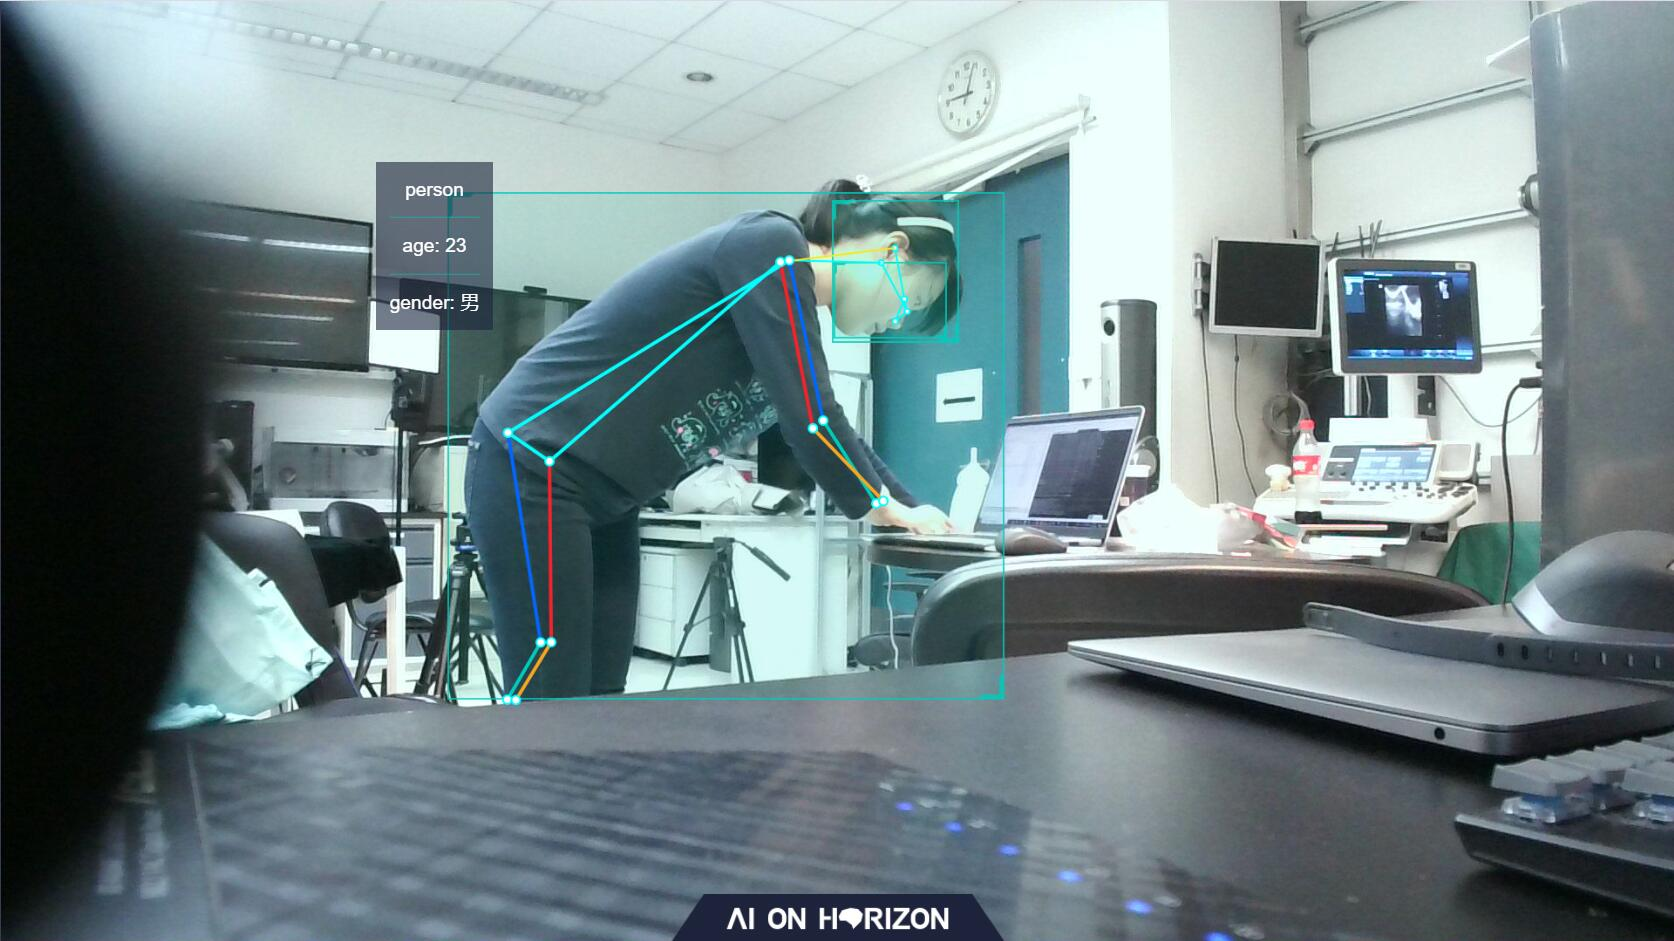 person
age: 23
gender: 男
AI ON HORIZON